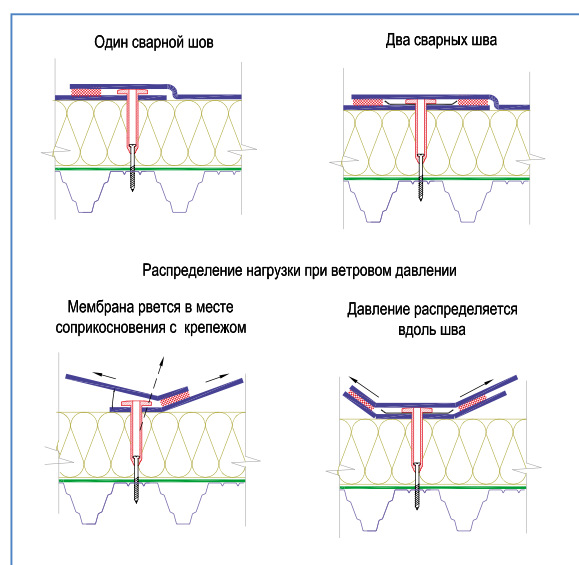 Один сварной шов
Два сварных шва
Распределение нагрузки при ветровом давлении
Мембрана рвется в месте
соприкосновения с крепежом
Давление распределяется
вдоль шва